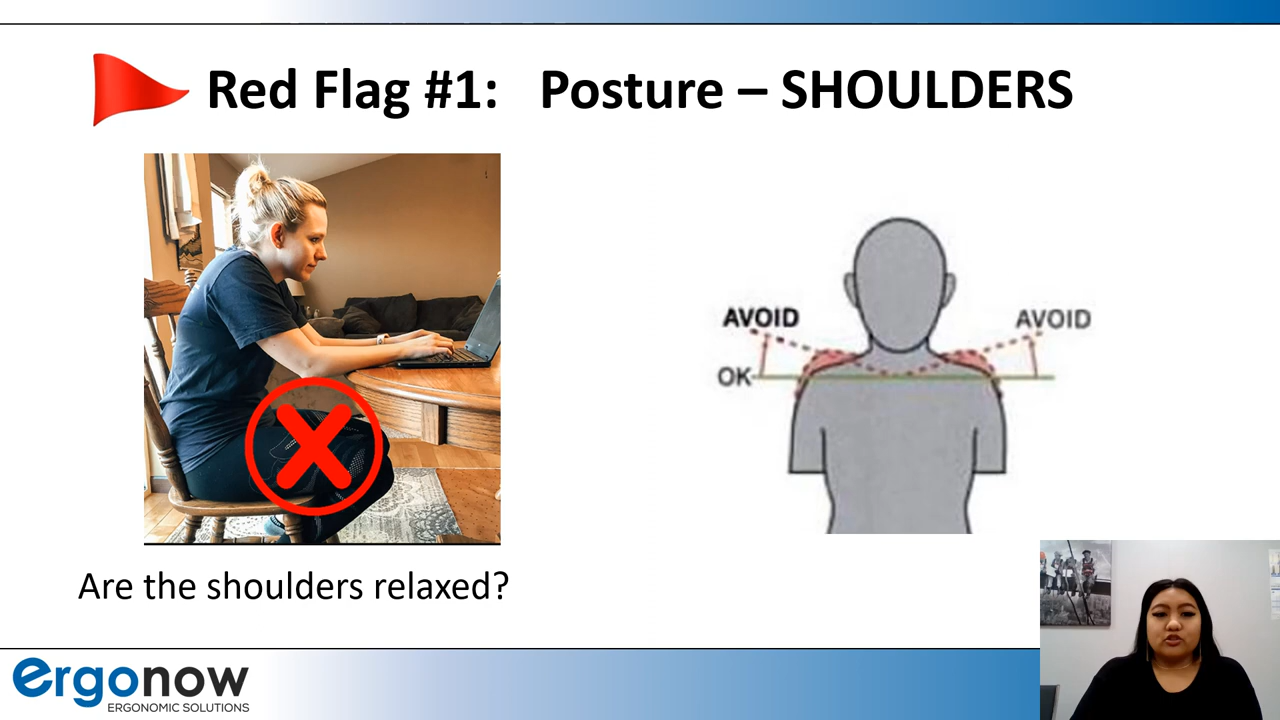 Red Flag #1: Posture – SHOULDERS
AVOID
AVOID
OK
Are the shoulders relaxed?
ergonow
ERGONOMIC SOLUTIONS